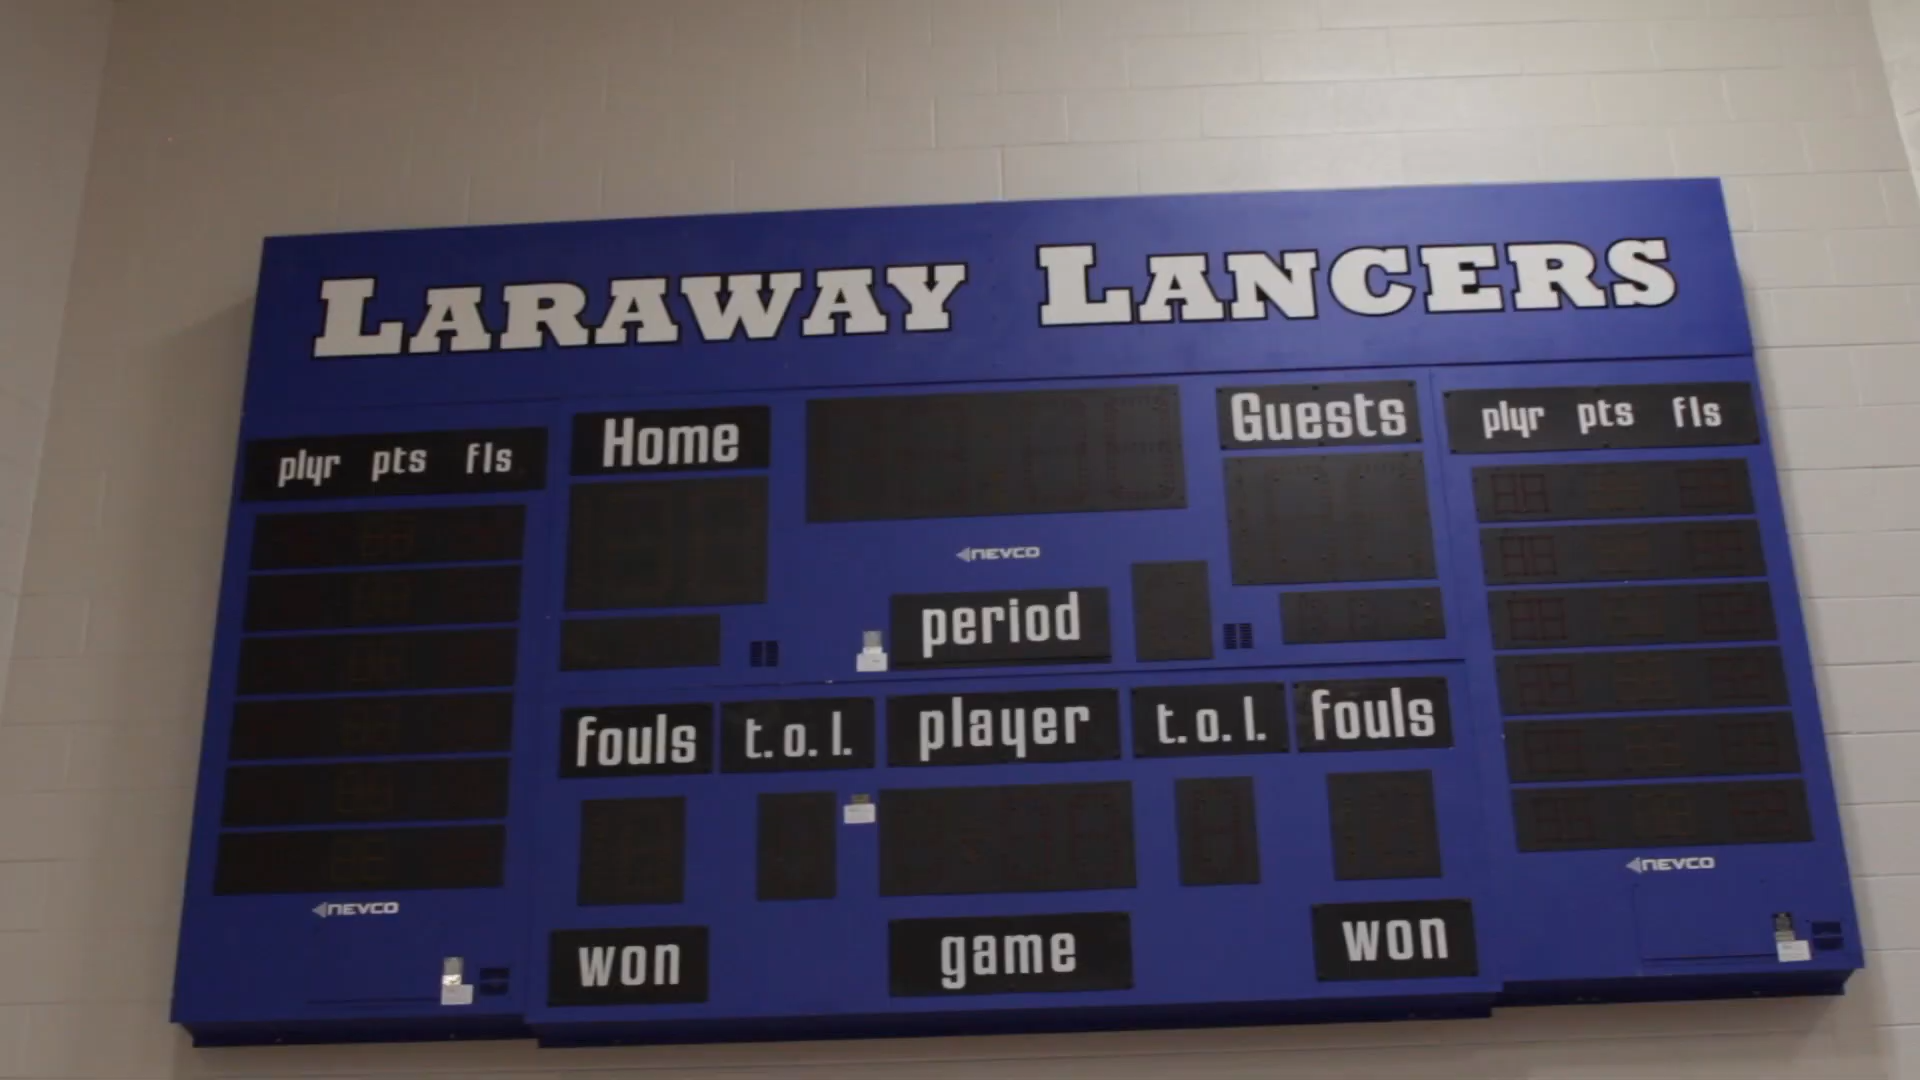 LARAWAY LANCERS
Home
Guests
plyr pts fls
plyr pts fls
NEVCO
period
fouls t.o.l. player t.o.l. fouls
NEVCO
NEVCO
won game won